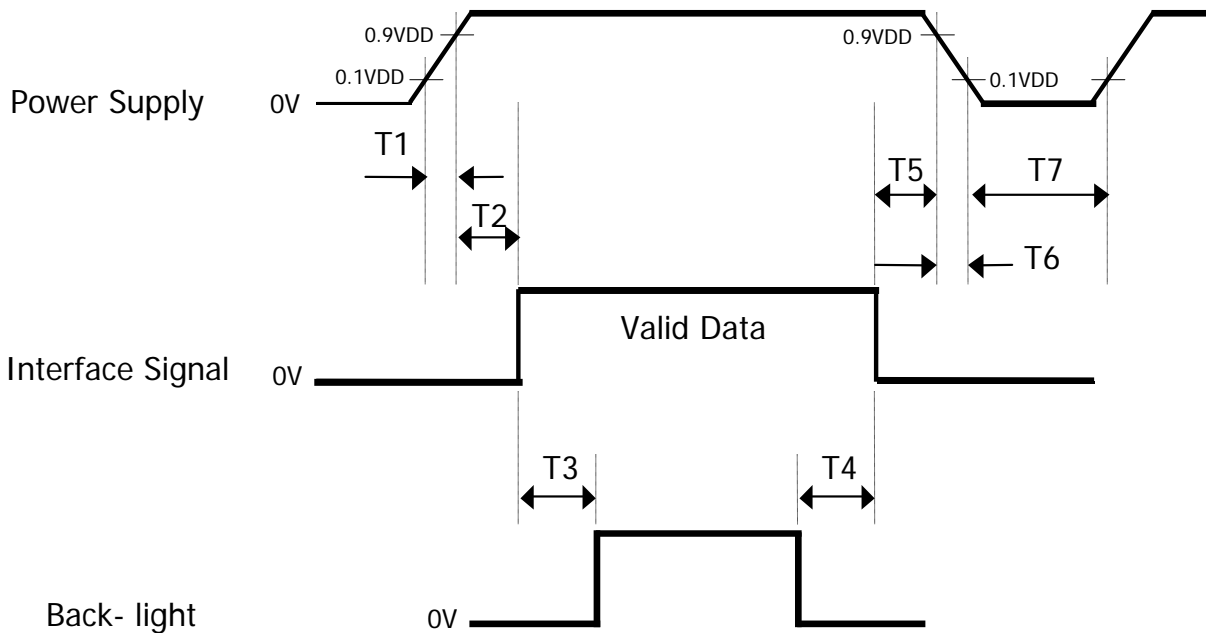 0.9VDD
0.9VDD
0.1VDD
0.1VDD
Power Supply
0V
T1
T5
T7
T2
T6
Valid Data
Interface Signal
0V
T3
T4
Back- light
0V